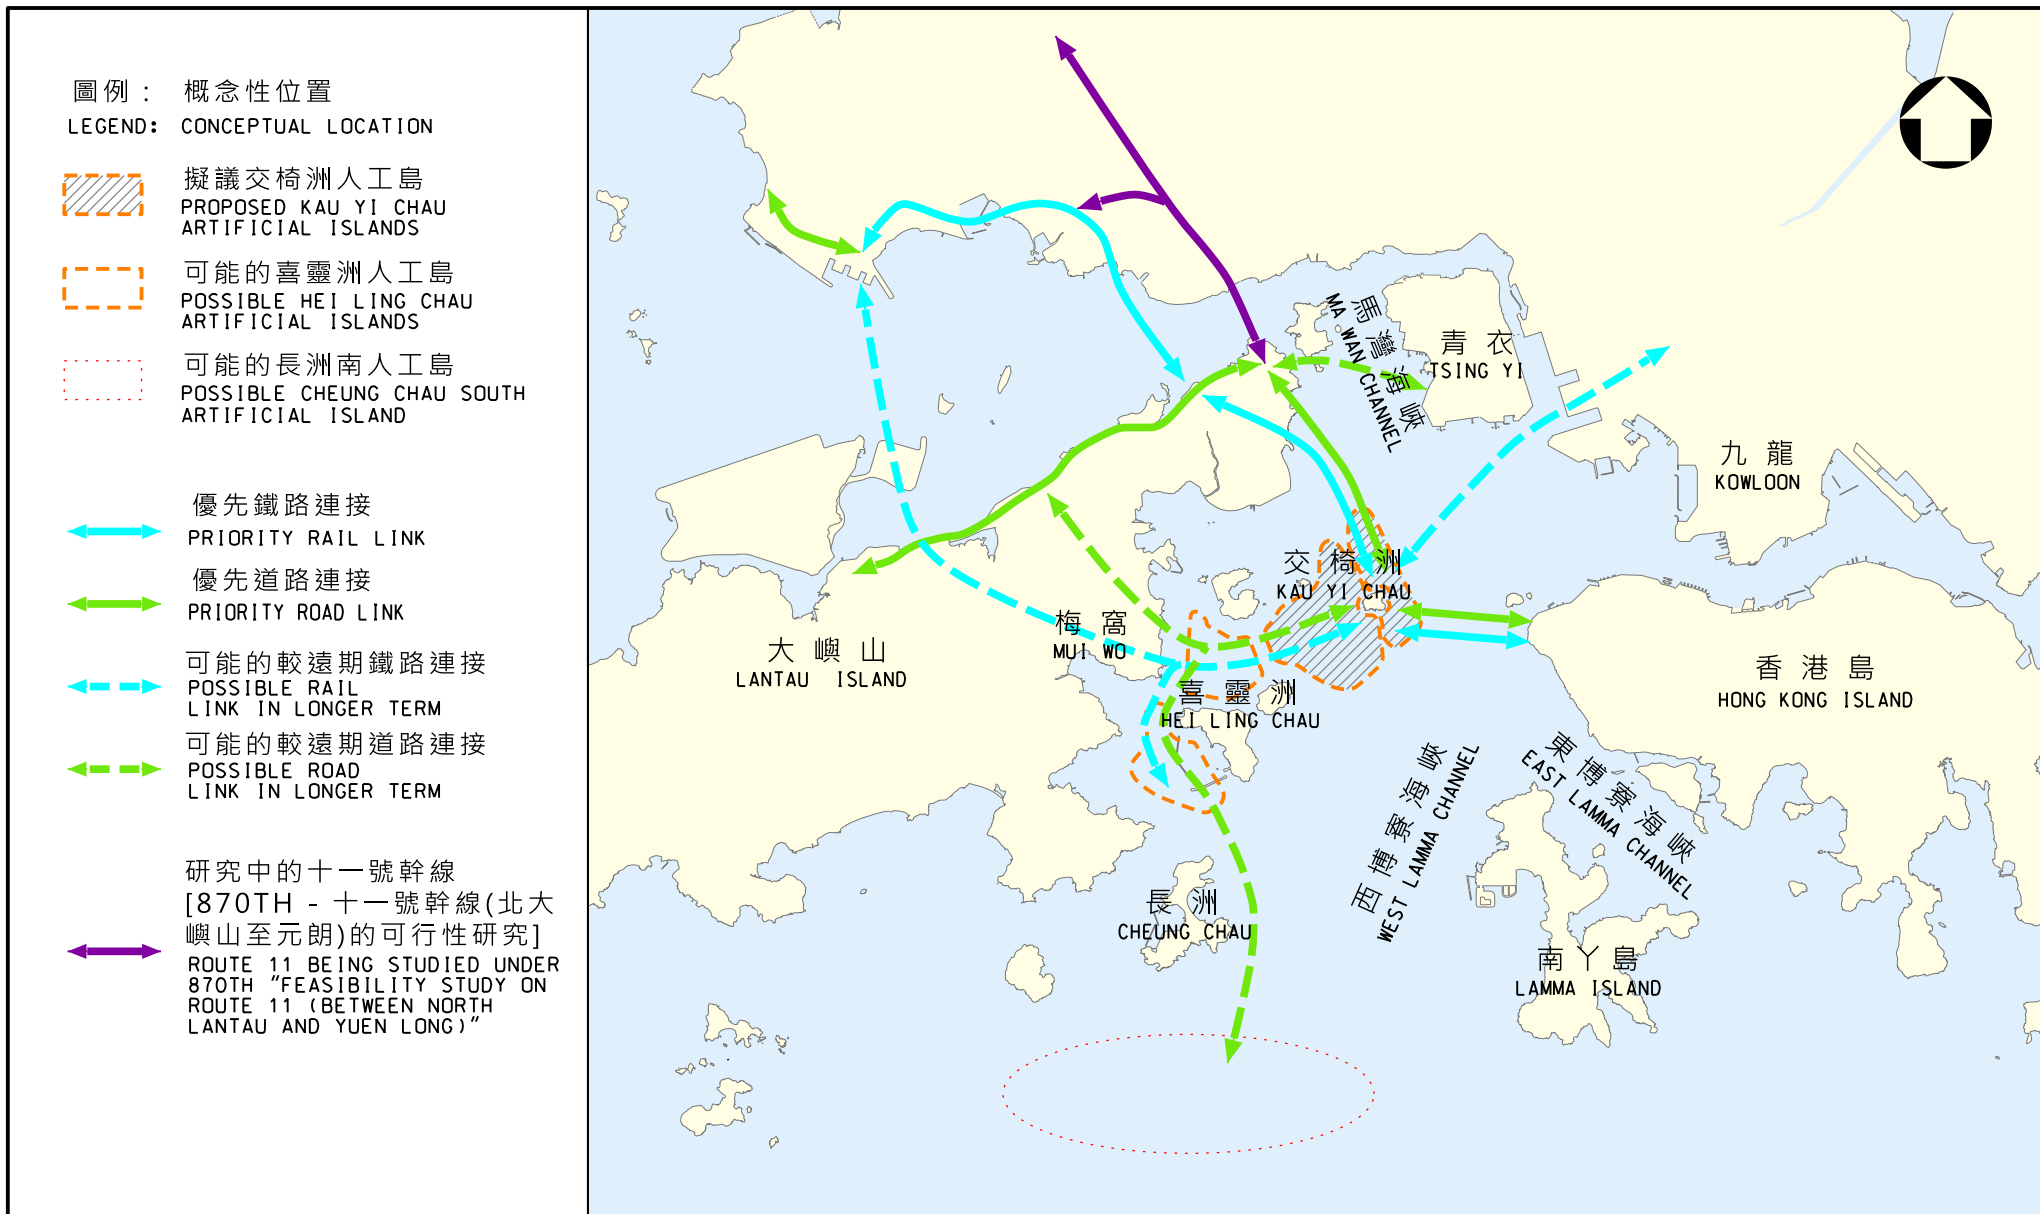 圖例 : 概念性位置
LEGEND: CONCEPTUAL LOCATION
擬議交椅洲人工島
PROPOSED KAU YI CHAU
ARTIFICIAL ISLANDS
可能的喜靈洲人工島
POSSIBLE HEI LING CHAU
ARTIFICIAL ISLANDS
可能的長洲南人工島
POSSIBLE CHEUNG CHAU SOUTH
ARTIFICIAL ISLAND
優先鐵路連接
PRIORITY RAIL LINK
優先道路連接
PRIORITY ROAD LINK
可能的較遠期鐵路連接
POSSIBLE RAIL
LINK IN LONGER TERM
可能的較遠期道路連接
POSSIBLE ROAD
LINK IN LONGER TERM
研究中的十一號幹線
[870TH - 十一號幹線(北大
嶼山至元朗)的可行性研究]
ROUTE 11 BEING STUDIED UNDER
870TH "FEASIBILITY STUDY ON
ROUTE 11 (BETWEEN NORTH
LANTAU AND YUEN LONG)"
馬灣海峽
MA WAN CHANNEL
青衣
TSING YI
九龍
KOWLOON
交椅洲
KAU YI CHAU
梅窩
MUI WO
大嶼山
LANTAU ISLAND
喜靈洲
HEI LING CHAU
香港島
HONG KONG ISLAND
西博寮海峽
WEST LAMMA CHANNEL
東博寮海峽
EAST LAMMA CHANNEL
長洲
CHEUNG CHAU
南丫島
LAMMA ISLAND